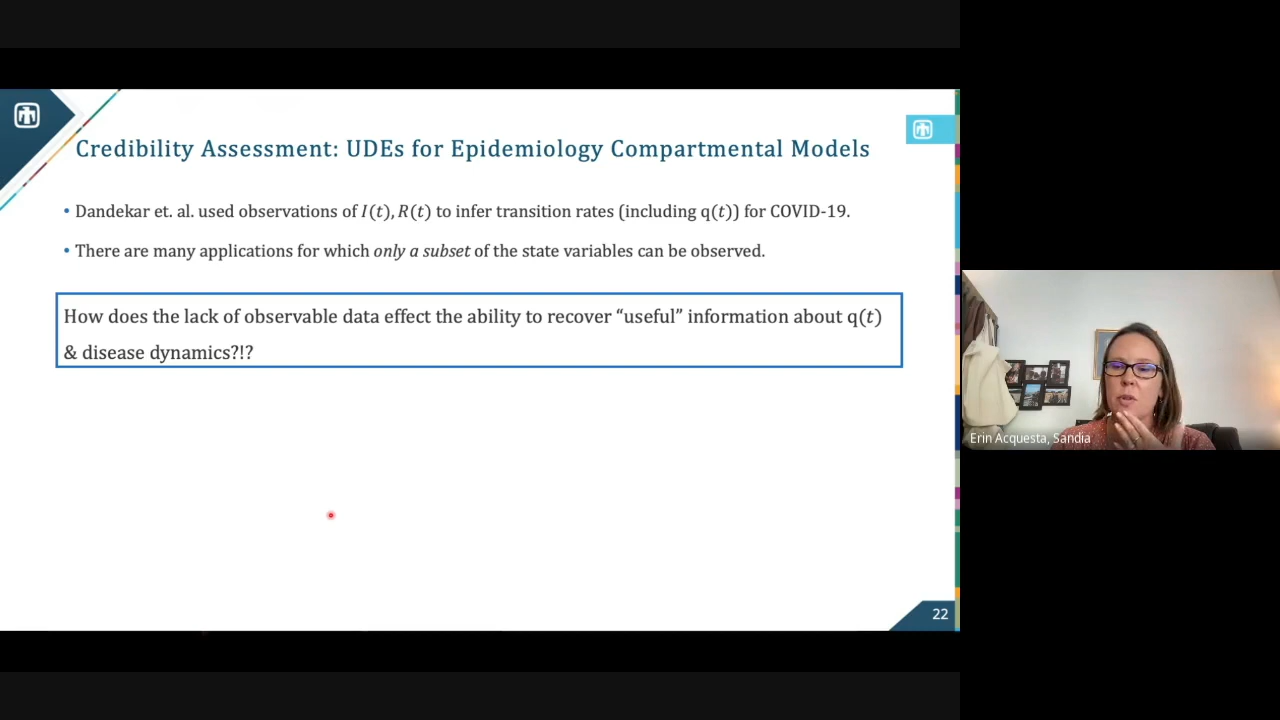 Credibility Assessment: UDEs for Epidemiology Compartmental Models
• Dandekar et. al. used observations of I(t), R(t) to infer transition rates (including q(t)) for COVID-19.
• There are many applications for which only a subset of the state variables can be observed.
How does the lack of observable data effect the ability to recover “useful” information about q(t)
& disease dynamics?!?
Erin Acquesta, Sandia
22